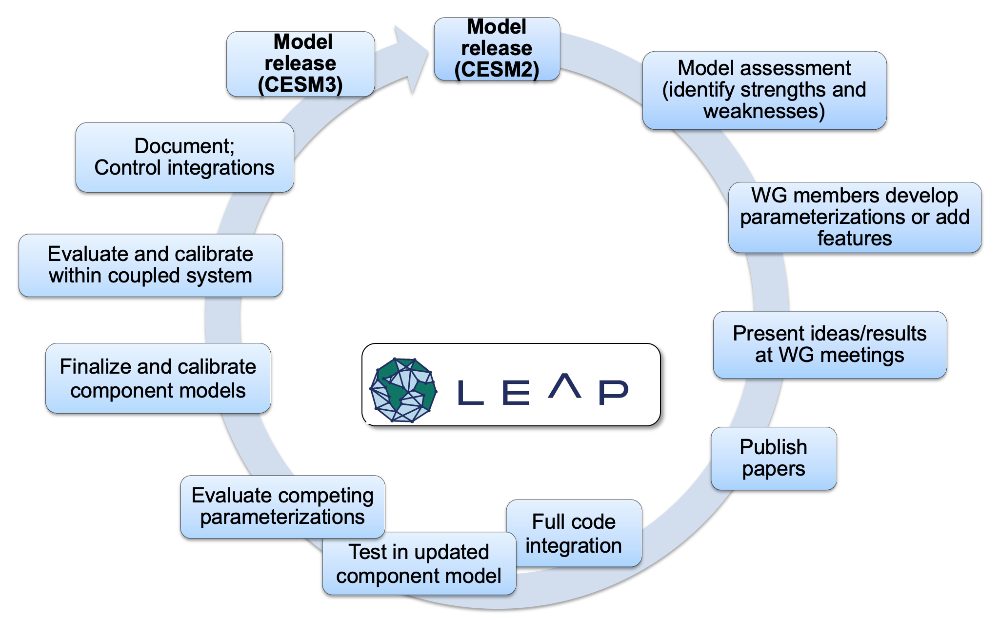 Model
release
(CESM2)
Model assessment
(identify strengths and
weaknesses)
WG members develop
parameterizations or add
features
Present ideas/results
at WG meetings
Publish
papers
Full code
integration
Test in updated
component model
Evaluate competing
parameterizations
Finalize and calibrate
component models
Evaluate and calibrate
within coupled system
Document;
Control integrations
Model
release
(CESM3)
LEAP